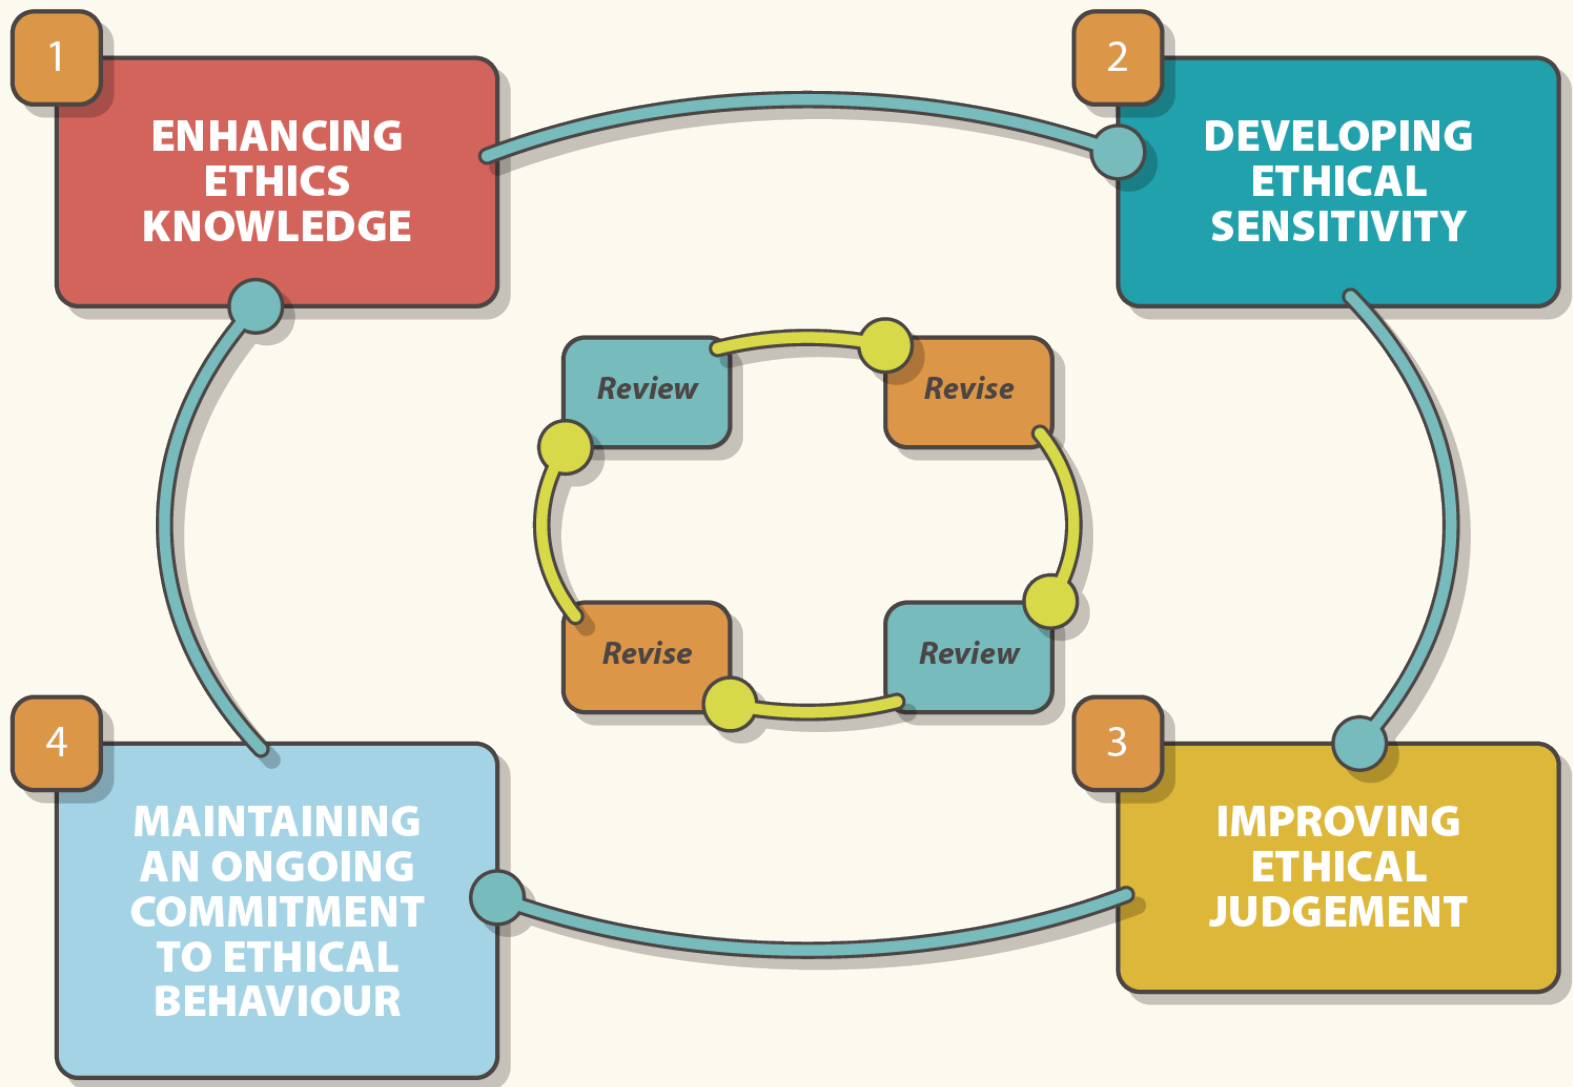 1
ENHANCING
ETHICS
KNOWLEDGE
2
DEVELOPING
ETHICAL
SENSITIVITY
Review
Revise
Revise
Review
4
MAINTAINING
AN ONGOING
COMMITMENT
TO ETHICAL
BEHAVIOUR
3
IMPROVING
ETHICAL
JUDGEMENT